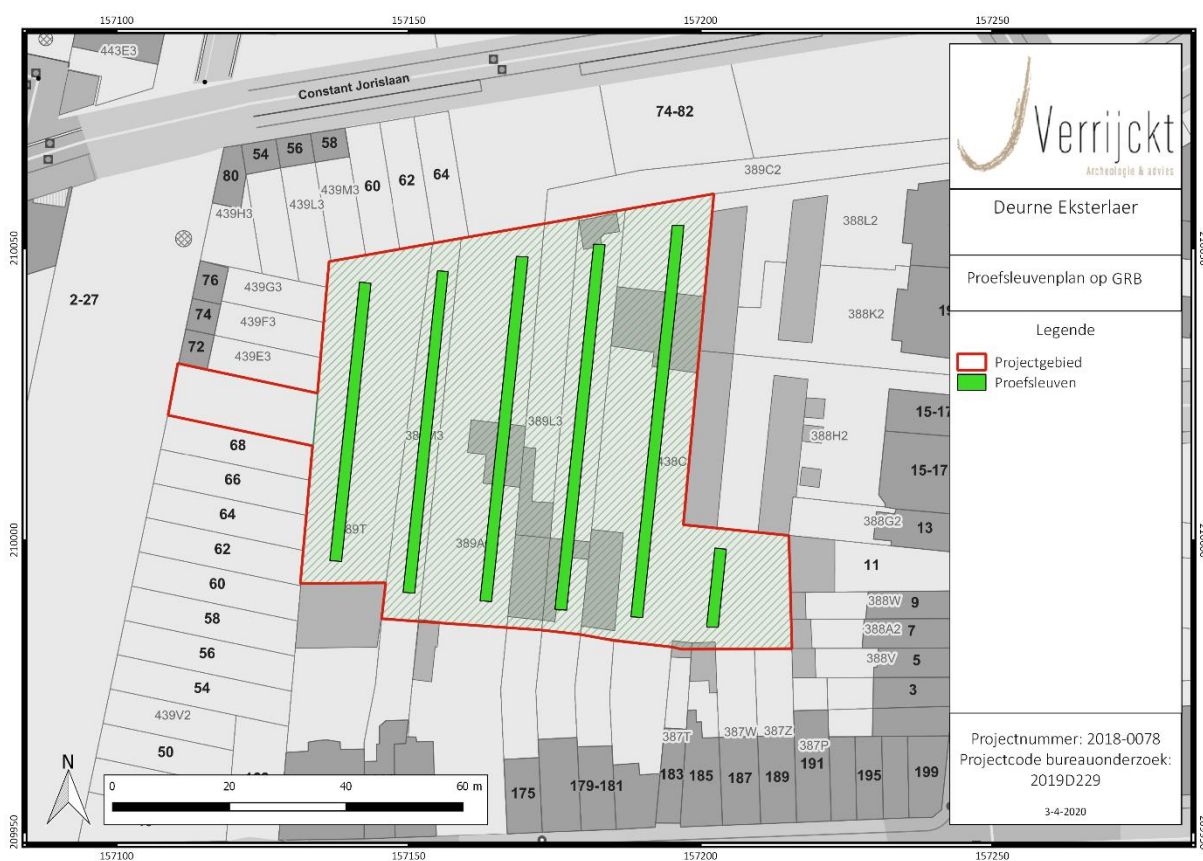 157100
157150
157200
157250
443E3
Constant Jorislaan
74-82
389C2
80
54
56
58
60
62
64
439M3
439L3
439H3
210050
76
439G3
74
439F3
72
439E3
2-27
388L2
388K2
389L3
388H2
15-17
15-17
438C
68
66
64
62
60
58
56
54
439V2
50
389A
388G2
13
11
388W
9
388A2
7
388V
5
3
210000
210000
387T
387W
387Z
387P
183
185
187
189
191
195
199
175
179-181
N
0
20
40
60 m
209950
157100
157150
157200
157250
Verrijckt
Archeologie & advies
Deurne Eksterlaer
Proefsleuvenplan op GRB
Legende
Projectgebied
Proefsleuven
Projectnummer: 2018-0078
Projectcode bureauonderzoek:
2019D229
3-4-2020